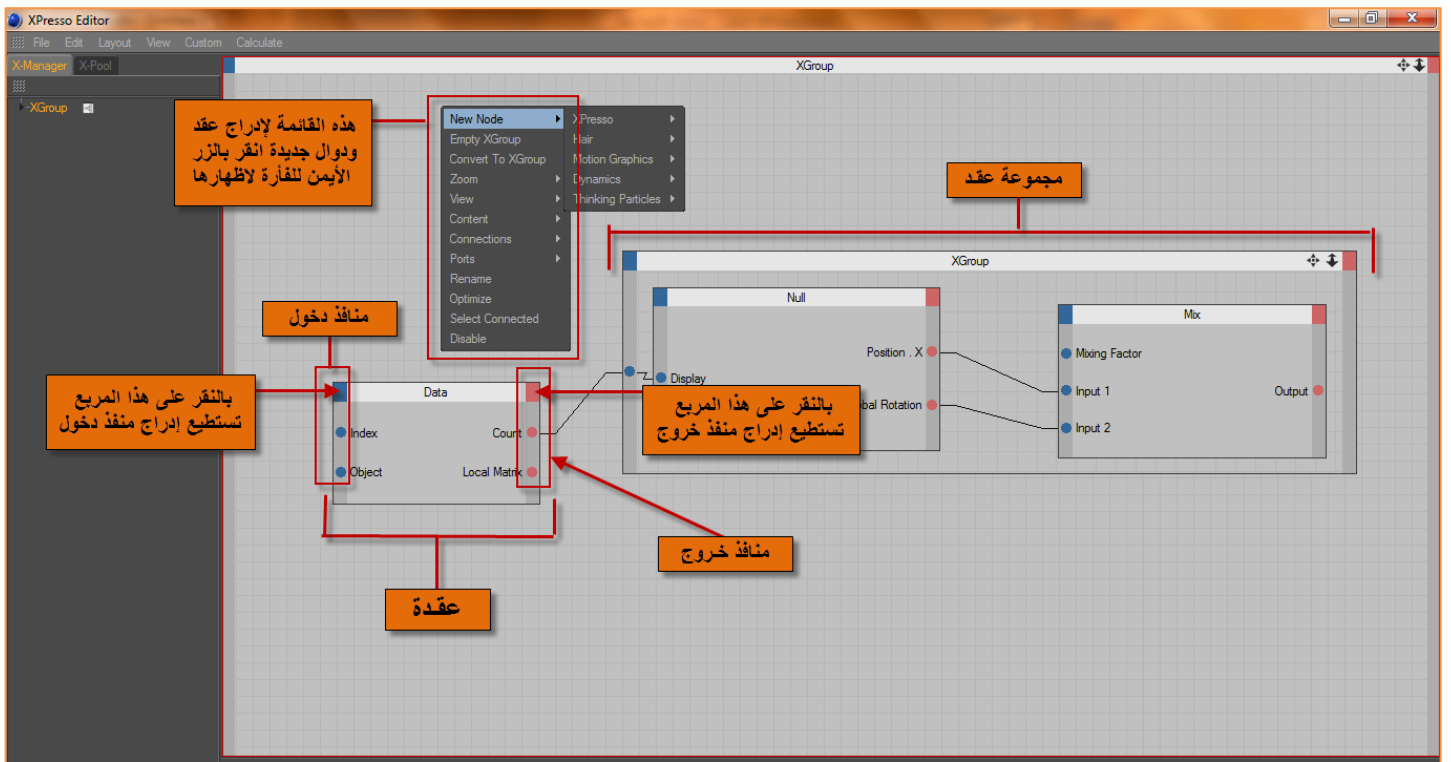 XPresso Editor
File Edit Layout View Custom Calculate
X-Manager X-Pool
XGroup
XGroup
هذه القائمة لإدراج عقد
ودوال جديدة انقر بالزر
الأيمن للفأرة لاظهارها
New Node
Empty XGroup
Convert To XGroup
Zoom
View
Content
Connections
Ports
Rename
Optimize
Select Connected
Disable
XPresso
Hair
Motion Graphics
Dynamics
Thinking Particles
مجموعة عقد
XGroup
Null
Position . X
Display
bal Rotation
Mix
Mixing Factor
Input 1
Output
Input 2
منافذ دخول
بالنقر على هذا المربع
تستطيع إدراج منفذ دخول
Data
Index
Count
Object
Local Matrix
بالنقر على هذا المربع
تستطيع إدراج منفذ خروج
منافذ خروج
عقدة